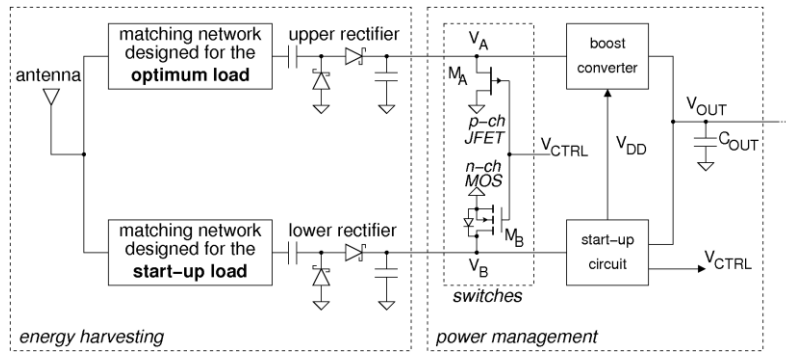 matching network
designed for the
optimum load
upper rectifier
antenna
V_A
M_A
p-ch
JFET
boost
converter
V_OUT
C_OUT
V_DD
V_CTRL
n-ch
MOS
M_B
matching network
designed for the
start-up load
lower rectifier
V_B
start-up
circuit
V_CTRL
switches
energy harvesting
power management